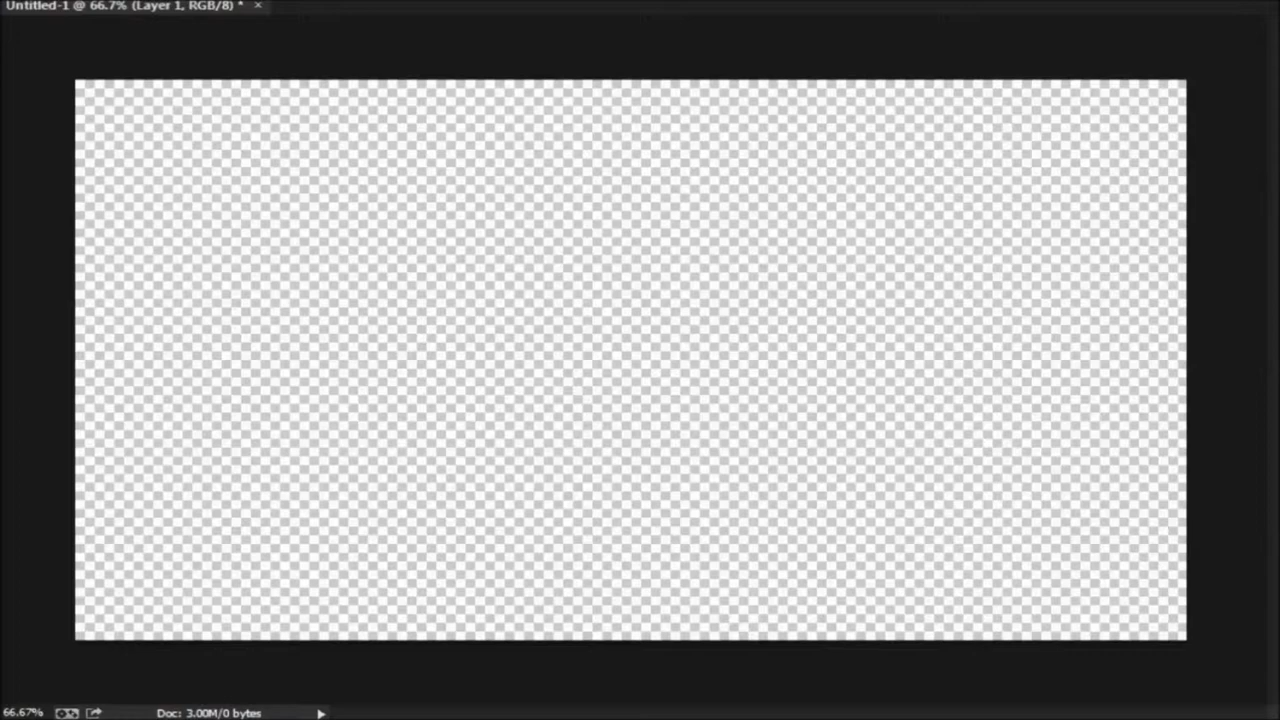 Untitled-1 @ 66.7% (Layer 1, RGB/8) * ×
66.67% Doc: 3.00M/0 bytes